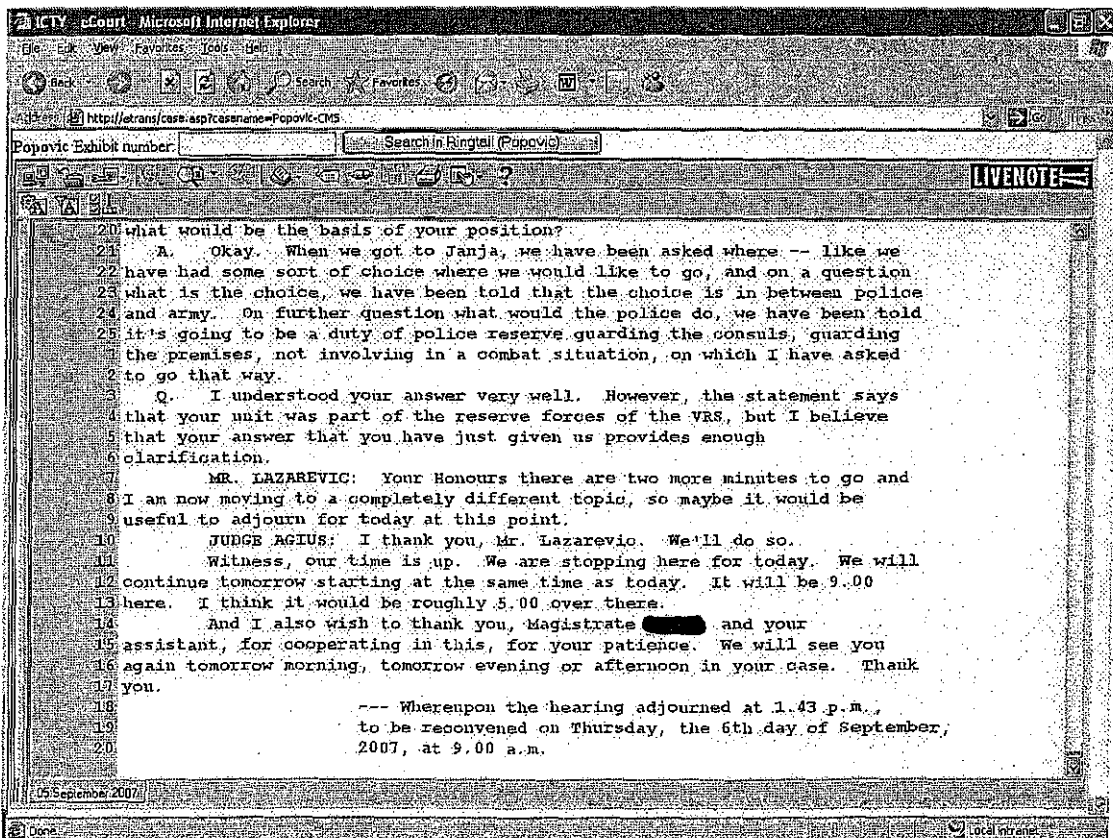 ICTY - eCourt - Microsoft Internet Explorer
File Edit View Favorites Tools Help
Back Search Favorites
Address http://etrans/case.asp?casename=Popovic-CMS Go Links
Popovic Exhibit number: Search in Ringtail (Popovic)
LIVENOTE
20 what would be the basis of your position?
21 A. Okay. When we got to Janja, we have been asked where -- like we
22 have had some sort of choice where we would like to go, and on a question
23 what is the choice, we have been told that the choice is in between police
24 and army. On further question what would the police do, we have been told
25 it's going to be a duty of police reserve guarding the consuls, guarding
1 the premises, not involving in a combat situation, on which I have asked
2 to go that way.
3 Q. I understood your answer very well. However, the statement says
4 that your unit was part of the reserve forces of the VRS, but I believe
5 that your answer that you have just given us provides enough
6 clarification.
7 MR. LAZAREVIC: Your Honours there are two more minutes to go and
8 I am now moving to a completely different topic, so maybe it would be
9 useful to adjourn for today at this point.
10 JUDGE AGIUS: I thank you, Mr. Lazarevic. We'll do so.
11 Witness, our time is up. We are stopping here for today. We will
12 continue tomorrow starting at the same time as today. It will be 9.00
13 here. I think it would be roughly 5.00 over there.
14 And I also wish to thank you, Magistrate and your
15 assistant, for cooperating in this, for your patience. We will see you
16 again tomorrow morning, tomorrow evening or afternoon in your case. Thank
17 you.
18 --- Whereupon the hearing adjourned at 1.43 p.m.,
19 to be reconvened on Thursday, the 6th day of September,
20 2007, at 9.00 a.m.
05 September 2007
Done Local intranet